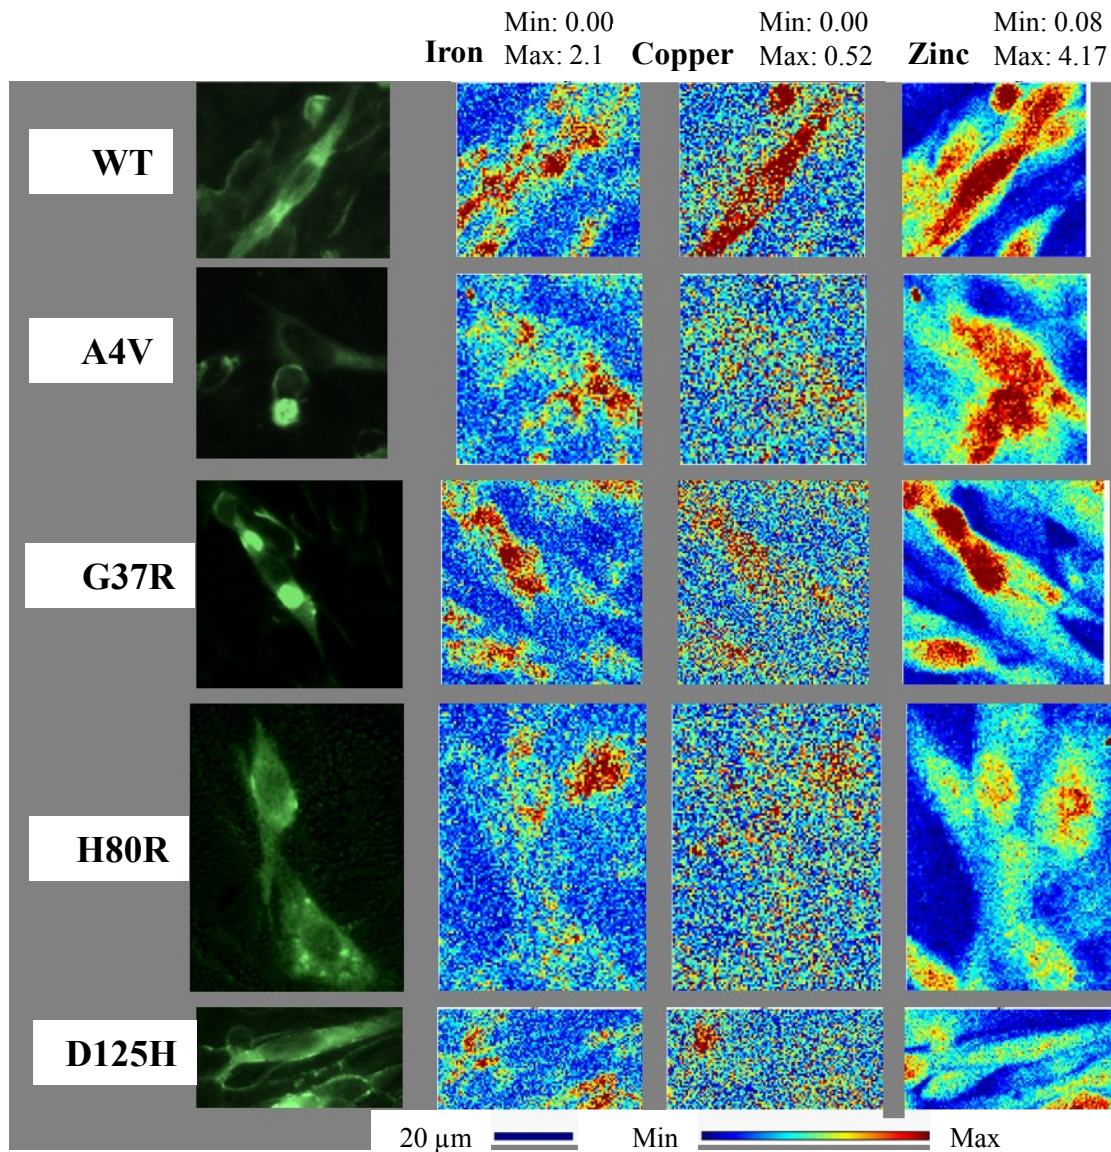 Iron Min: 0.00 Max: 2.1
Copper Min: 0.00 Max: 0.52
Zinc Min: 0.08 Max: 4.17
WT
A4V
G37R
H80R
D125H
20 µm Min Max